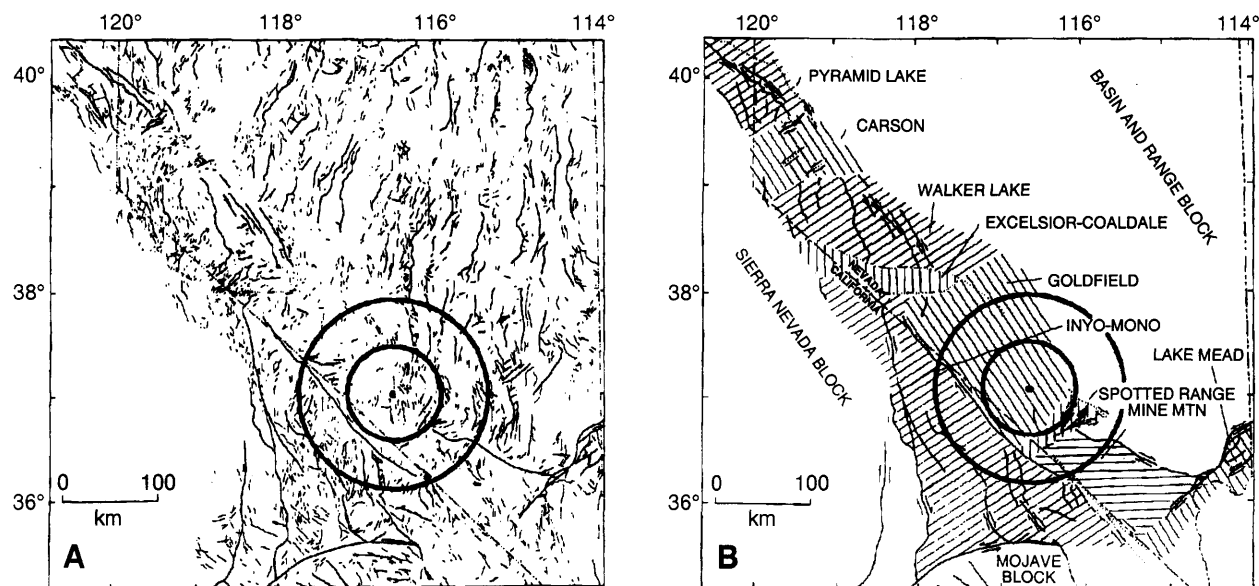 120°
118°
116°
114°
40°
38°
36°
0 100
km
A
120°
118°
116°
114°
40°
38°
36°
PYRAMID LAKE
CARSON
WALKER LAKE
EXCELSIOR-COALDALE
GOLDFIELD
INYO-MONO
LAKE MEAD
SPOTTED RANGE
MINE MTN
BASIN AND RANGE BLOCK
SIERRA NEVADA BLOCK
NEVADA
CALIFORNIA
MOJAVE
BLOCK
0 100
km
B